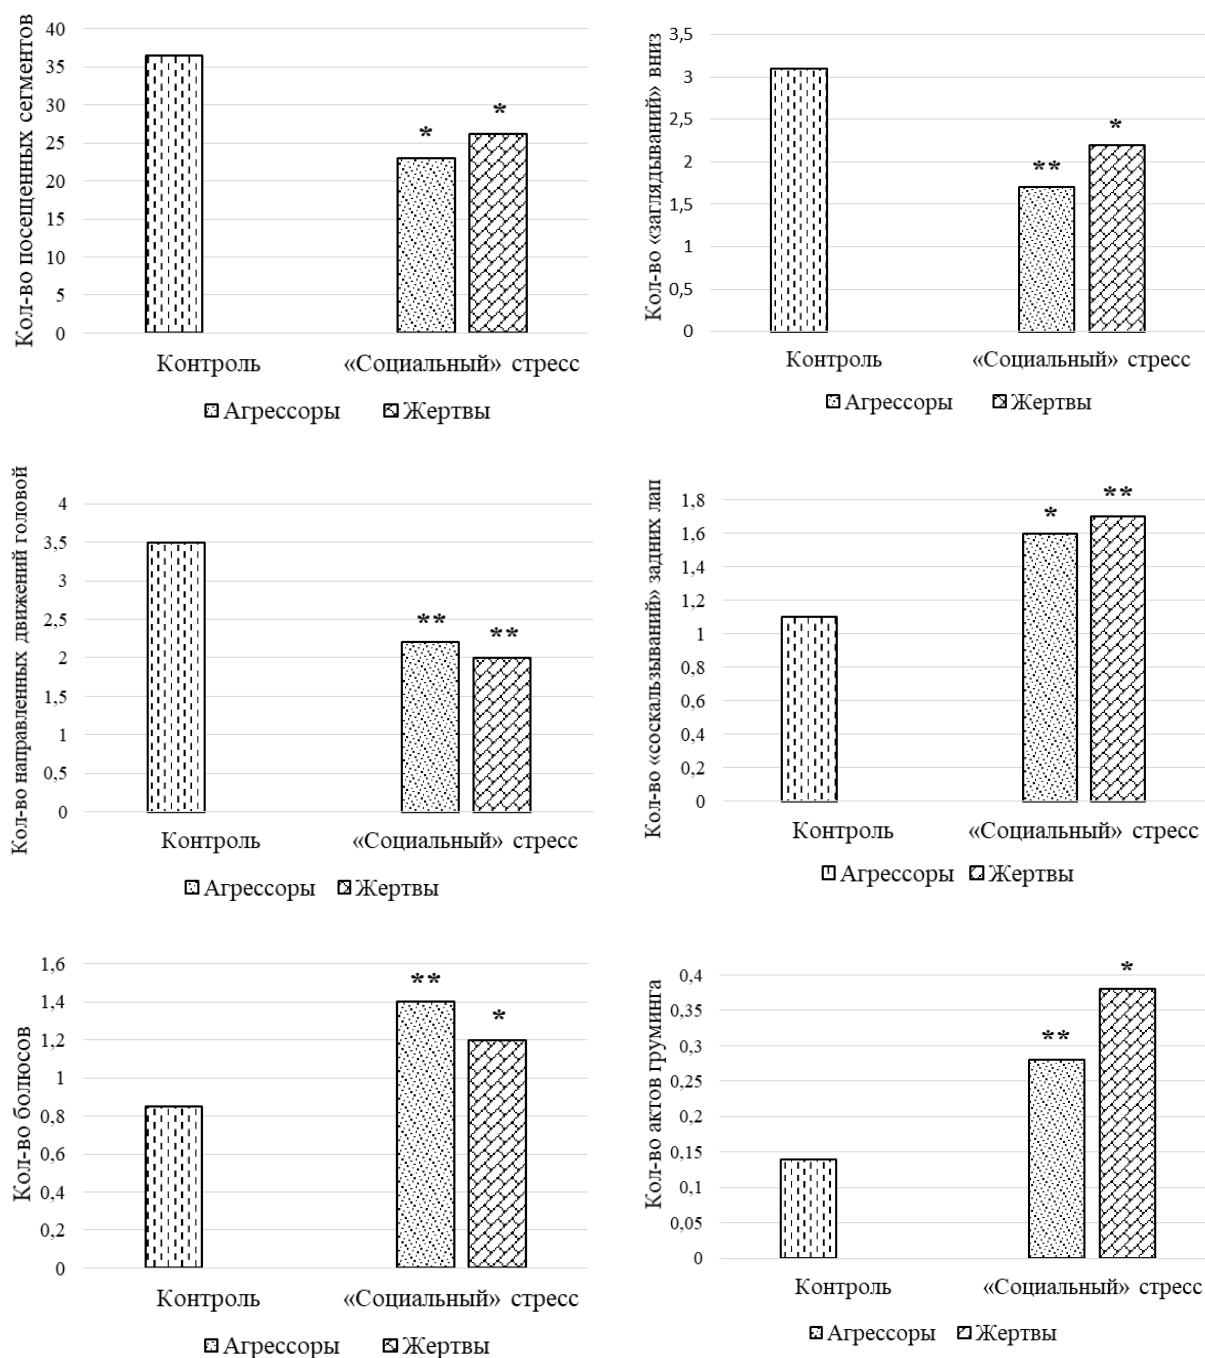 Кол-во посещенных сегментов
40
35
30
25
20
15
10
5
0
*
*
Контроль
«Социальный» стресс
Агрессоры
Жертвы
Кол-во «заглядываний» вниз
3,5
3
2,5
2
1,5
1
0,5
0
**
*
Контроль
«Социальный» стресс
Агрессоры
Жертвы
Кол-во направленных движений головой
4
3,5
3
2,5
2
1,5
1
0,5
0
**
**
Контроль
«Социальный» стресс
Агрессоры
Жертвы
Кол-во «соскальзываний» задних лап
1,8
1,6
1,4
1,2
1
0,8
0,6
0,4
0,2
0
*
**
Контроль
«Социальный» стресс
Агрессоры
Жертвы
Кол-во болюсов
1,6
1,4
1,2
1
0,8
0,6
0,4
0,2
0
**
*
Контроль
«Социальный» стресс
Агрессоры
Жертвы
Кол-во актов груминга
0,4
0,35
0,3
0,25
0,2
0,15
0,1
0,05
0
**
*
Контроль
«Социальный» стресс
Агрессоры
Жертвы